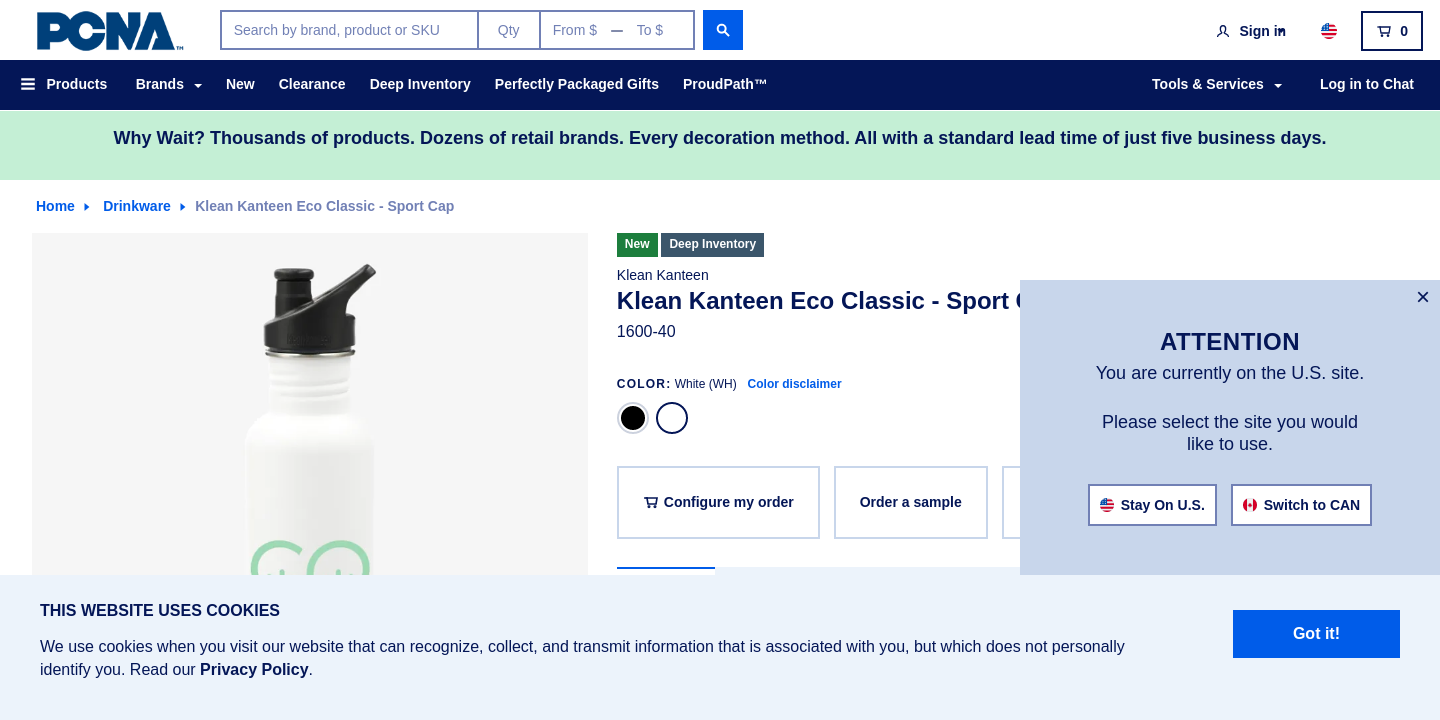 PCNA™
Search by brand, product or SKU
Qty
From $ — To $
Sign in
0
Products
Brands
New
Clearance
Deep Inventory
Perfectly Packaged Gifts
ProudPath™
Tools & Services
Log in to Chat
Why Wait? Thousands of products. Dozens of retail brands. Every decoration method. All with a standard lead time of just five business days.
Home
Drinkware
Klean Kanteen Eco Classic - Sport Cap
New
Deep Inventory
Klean Kanteen
Klean Kanteen Eco Classic - Sport
1600-40
COLOR: White (WH) Color disclaimer
Configure my order
Order a sample
×
ATTENTION
You are currently on the U.S. site.
Please select the site you would
like to use.
Stay On U.S.
Switch to CAN
THIS WEBSITE USES COOKIES
We use cookies when you visit our website that can recognize, collect, and transmit information that is associated with you, but which does not personally
identify you. Read our Privacy Policy.
Got it!